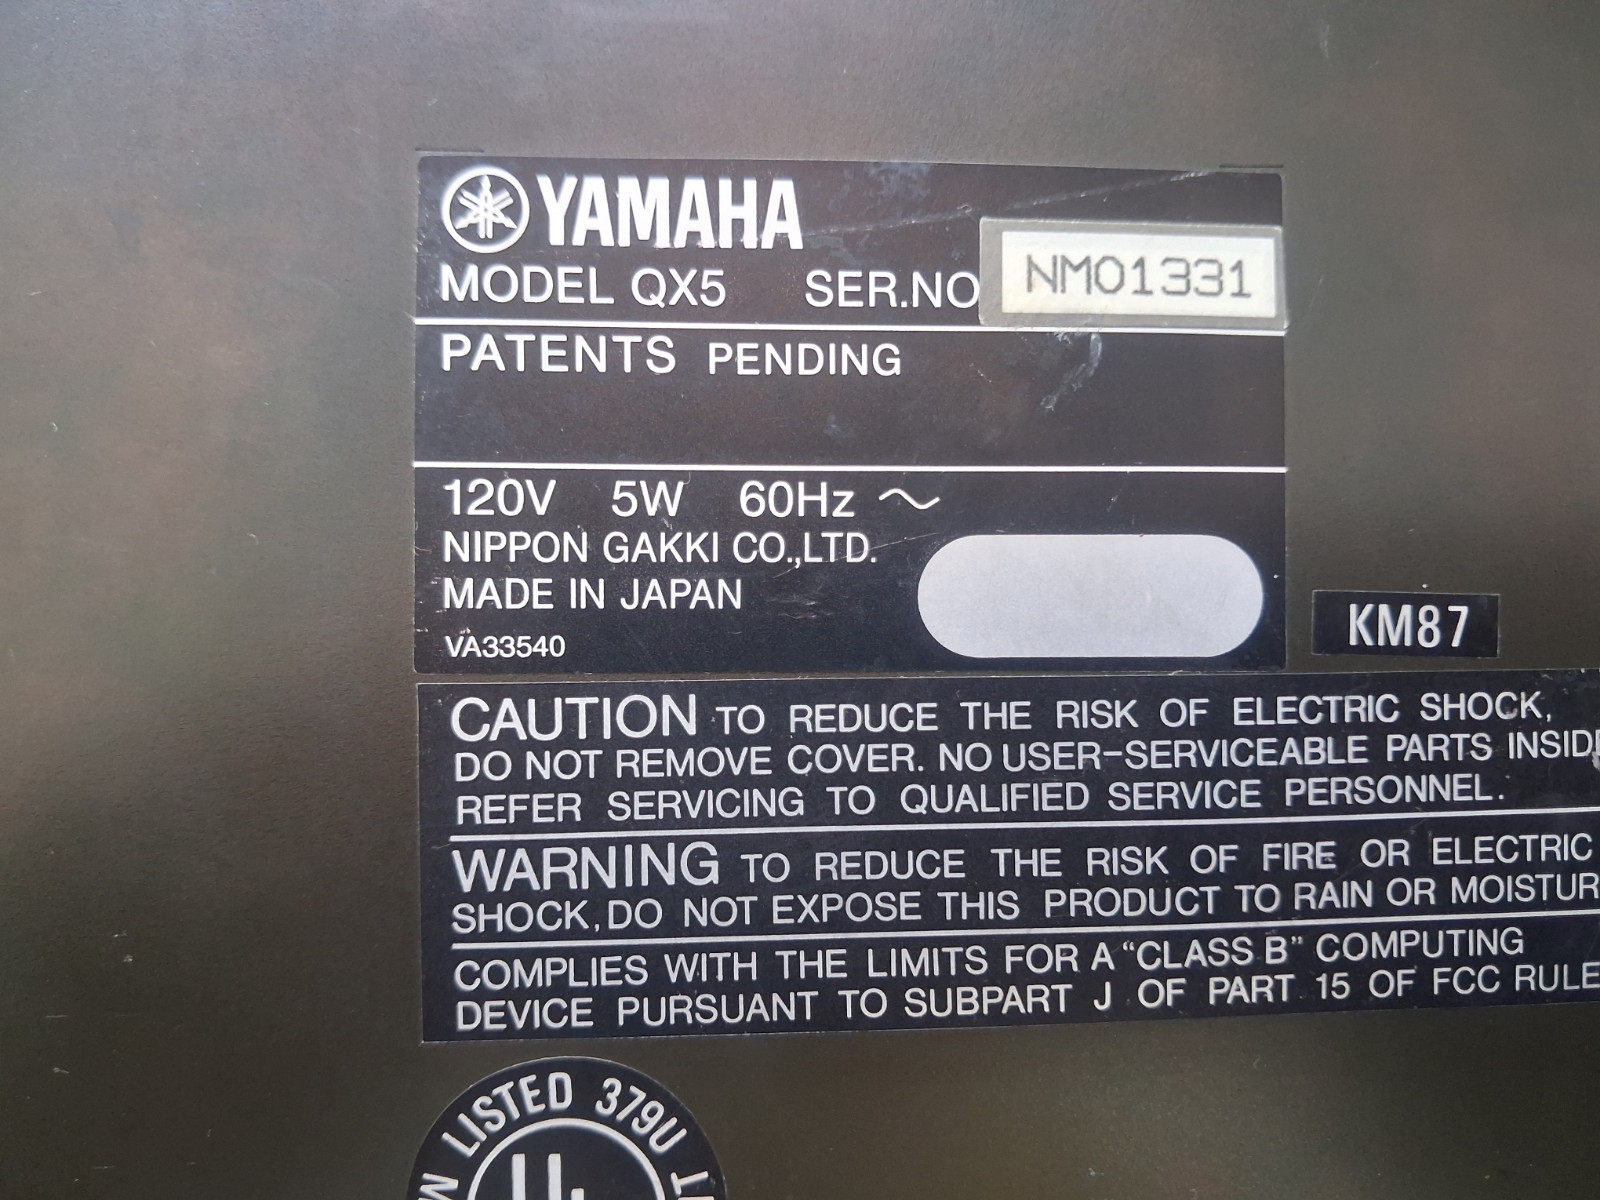 YAMAHA
MODEL QX5 SER.NO NM01331
PATENTS PENDING
120V 5W 60Hz
NIPPON GAKKI CO.,LTD.
MADE IN JAPAN
VA33540
KM87
CAUTION TO REDUCE THE RISK OF ELECTRIC SHOCK,
DO NOT REMOVE COVER. NO USER-SERVICEABLE PARTS INSIDE
REFER SERVICING TO QUALIFIED SERVICE PERSONNEL.
WARNING TO REDUCE THE RISK OF FIRE OR ELECTRIC
SHOCK, DO NOT EXPOSE THIS PRODUCT TO RAIN OR MOISTUR
COMPLIES WITH THE LIMITS FOR A “CLASS B” COMPUTING
DEVICE PURSUANT TO SUBPART J OF PART 15 OF FCC RULE
LISTED 379U